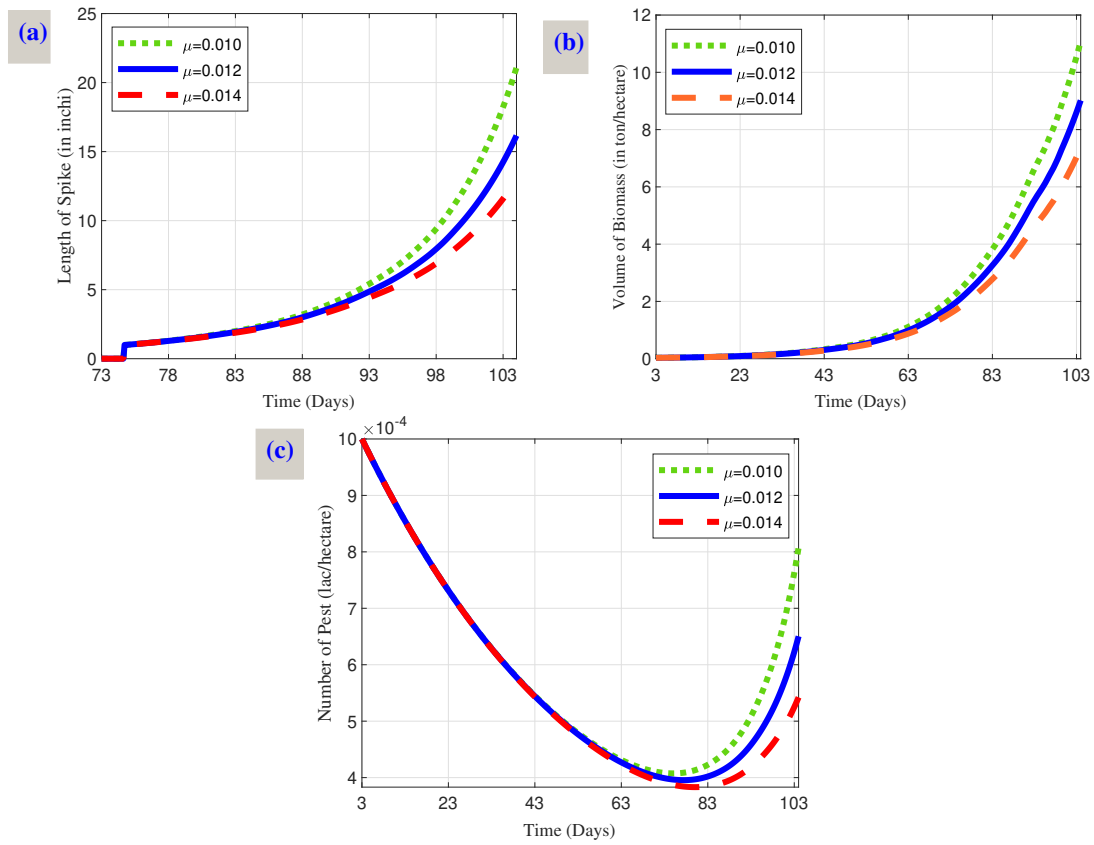 (a)
25
20
15
10
5
0
Length of Spike (in inchi)
μ=0.010
μ=0.012
μ=0.014
73 78 83 88 93 98 103
Time (Days)
(b)
12
10
8
6
4
2
0
Volume of Biomass (in ton/hectare)
μ=0.010
μ=0.012
μ=0.014
3 23 43 63 83 103
Time (Days)
(c)
×10⁻⁴
10
9
8
7
6
5
4
Number of Pest (lac/hectare)
μ=0.010
μ=0.012
μ=0.014
3 23 43 63 83 103
Time (Days)